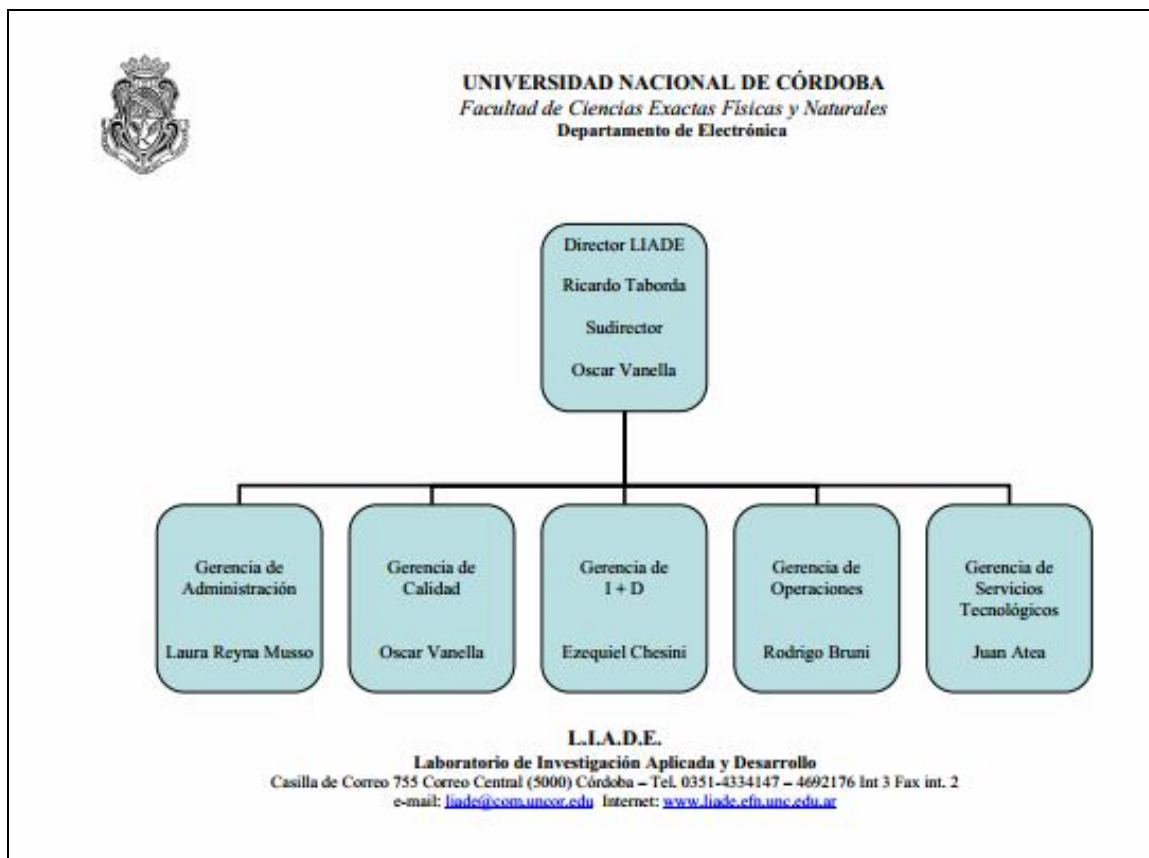 UNIVERSIDAD NACIONAL DE CÓRDOBA
Facultad de Ciencias Exactas Físicas y Naturales
Departamento de Electrónica
Director LIADE
Ricardo Taborda
Sudirector
Oscar Vanella
Gerencia de
Administración
Laura Reyna Musso
Gerencia de
Calidad
Oscar Vanella
Gerencia de
I + D
Ezequiel Chesini
Gerencia de
Operaciones
Rodrigo Bruni
Gerencia de
Servicios
Tecnológicos
Juan Atea
L.I.A.D.E.
Laboratorio de Investigación Aplicada y Desarrollo
Casilla de Correo 755 Correo Central (5000) Córdoba – Tel. 0351-4334147 – 4692176 Int 3 Fax int. 2
e-mail: liade@com.uncor.edu Internet: www.liade.efn.unc.edu.ar